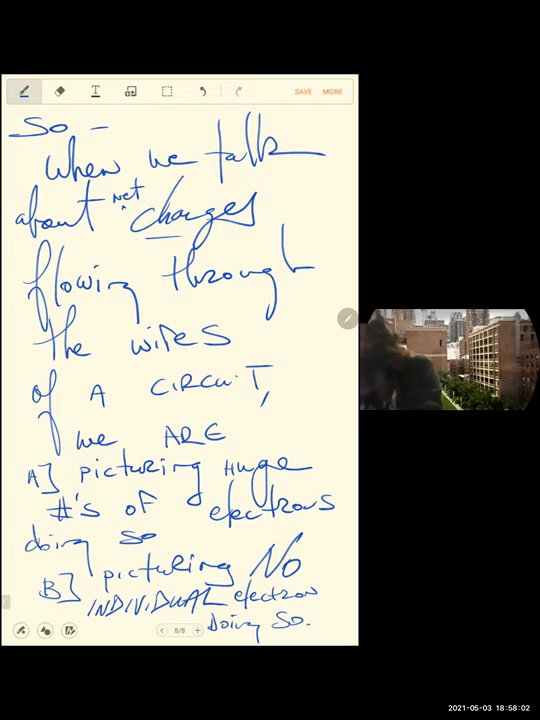 SAVE MORE
So -
When we talk
about net charges
flowing through
the wires
of A CIRCUIT,
we ARE
A] picturing HUGE
#'s of electrons
doing so
B] picturing NO
INDIVIDUAL electron
Doing So.
8/8
2021-05-03 18:58:02